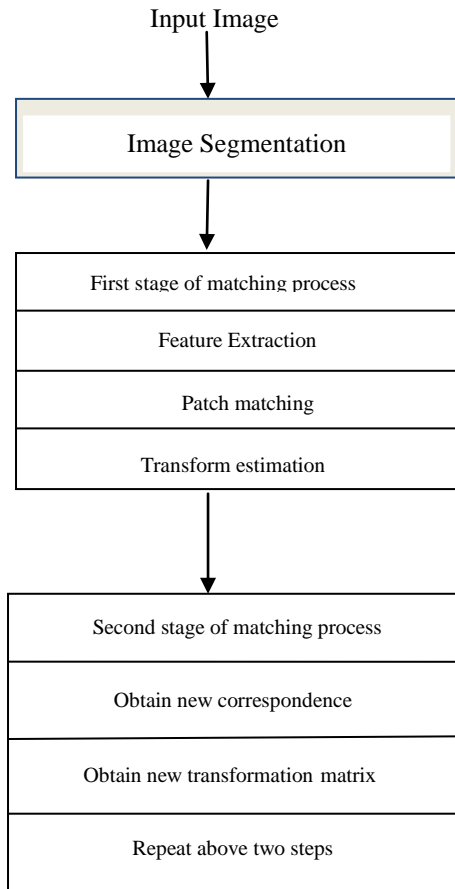 Input Image
Image Segmentation
First stage of matching process
Feature Extraction
Patch matching
Transform estimation
Second stage of matching process
Obtain new correspondence
Obtain new transformation matrix
Repeat above two steps